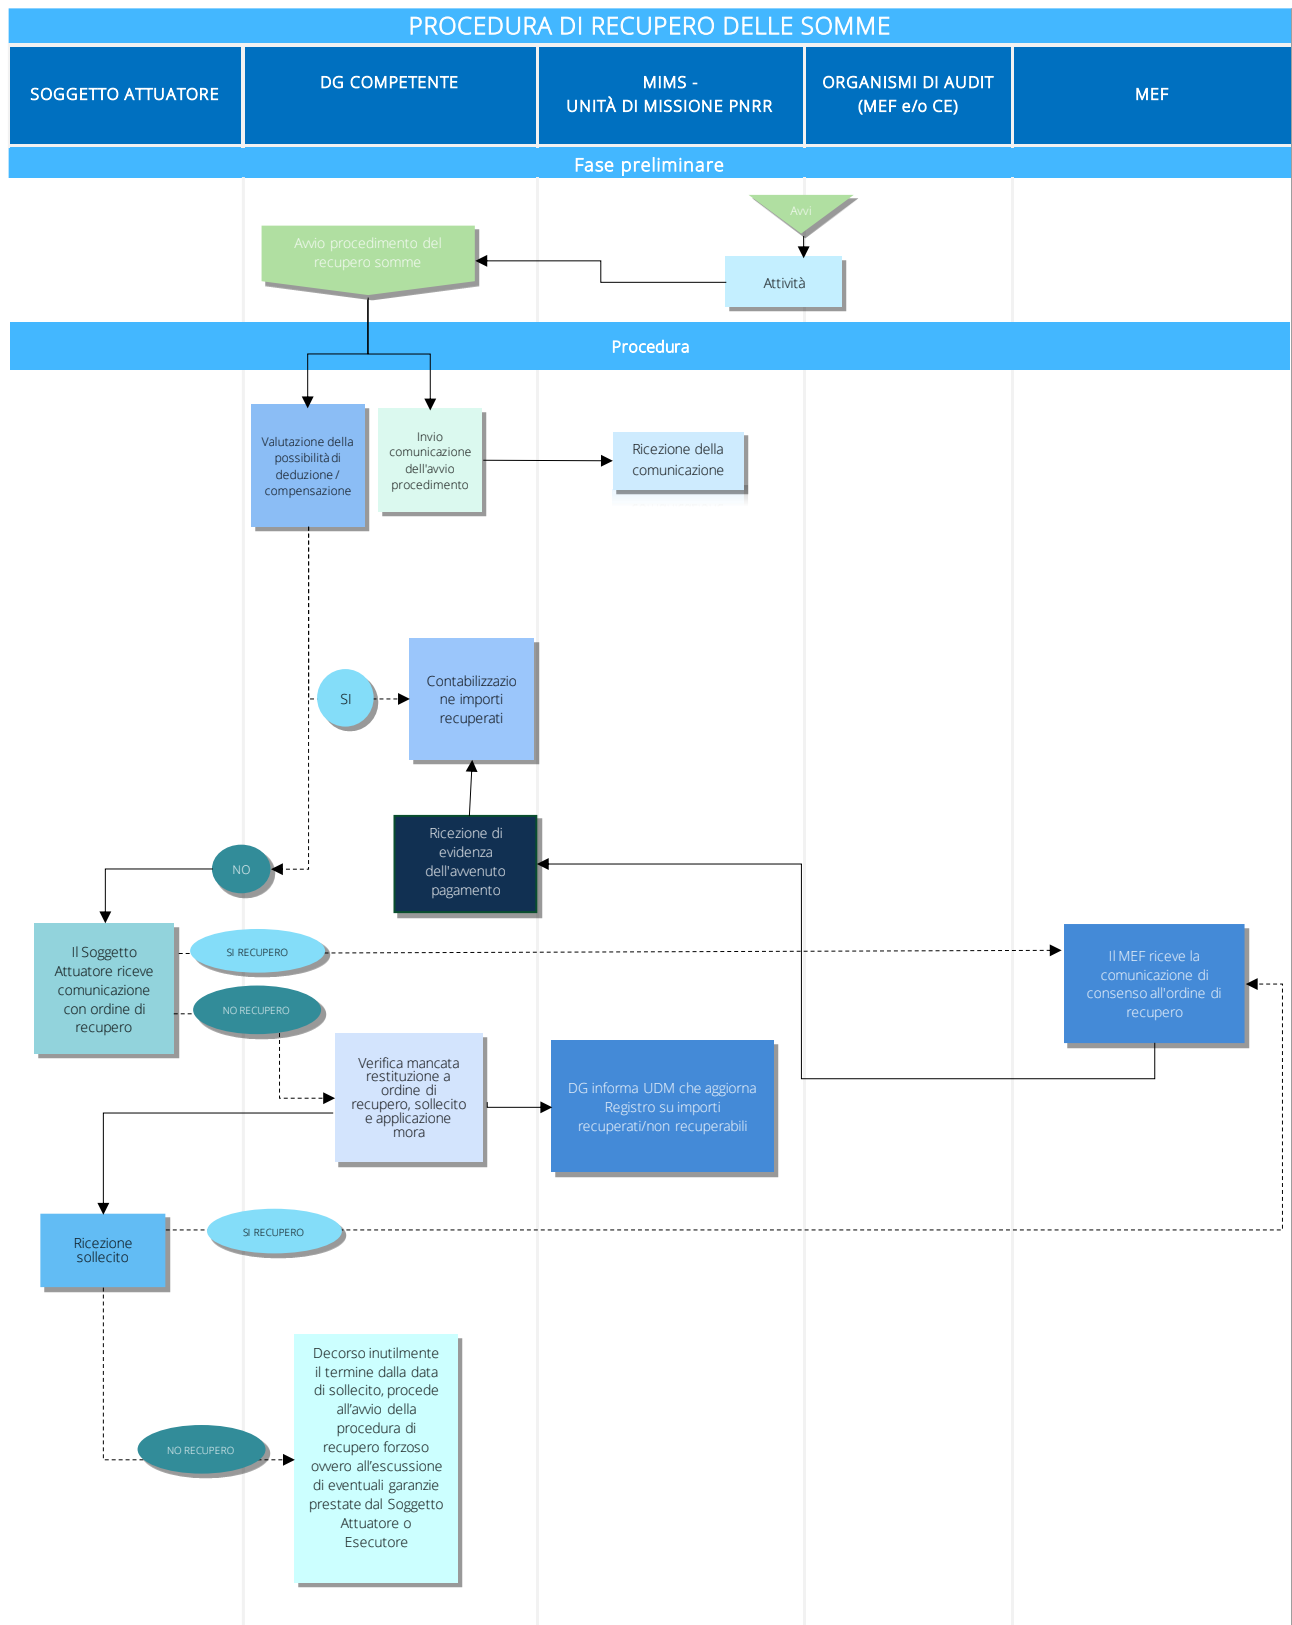 PROCEDURA DI RECUPERO DELLE SOMME
SOGGETTO ATTUATORE
DG COMPETENTE
MIMS -
UNITÀ DI MISSIONE PNRR
ORGANISMI DI AUDIT
(MEF e/o CE)
MEF
Fase preliminare
Avvi
Avvio procedimento del
recupero somme
Attività
Procedura
Valutazione della
possibilità di
deduzione /
compensazione
Invio
comunicazione
dell'avvio
procedimento
Ricezione della
comunicazione
SI
Contabilizzazio
ne importi
recuperati
Ricezione di
evidenza
dell'avvenuto
pagamento
NO
Il Soggetto
Attuatore riceve
comunicazione
con ordine di
recupero
SI RECUPERO
NO RECUPERO
Il MEF riceve la
comunicazione di
consenso all'ordine di
recupero
Verifica mancata
restituzione a
ordine di
recupero, sollecito
e applicazione
mora
DG informa UDM che aggiorna
Registro su importi
recuperati/non recuperabili
Ricezione
sollecito
SI RECUPERO
NO RECUPERO
Decorso inutilmente
il termine dalla data
di sollecito, procede
all’avvio della
procedura di
recupero forzoso
ovvero all’escussione
di eventuali garanzie
prestate dal Soggetto
Attuatore o
Esecutore